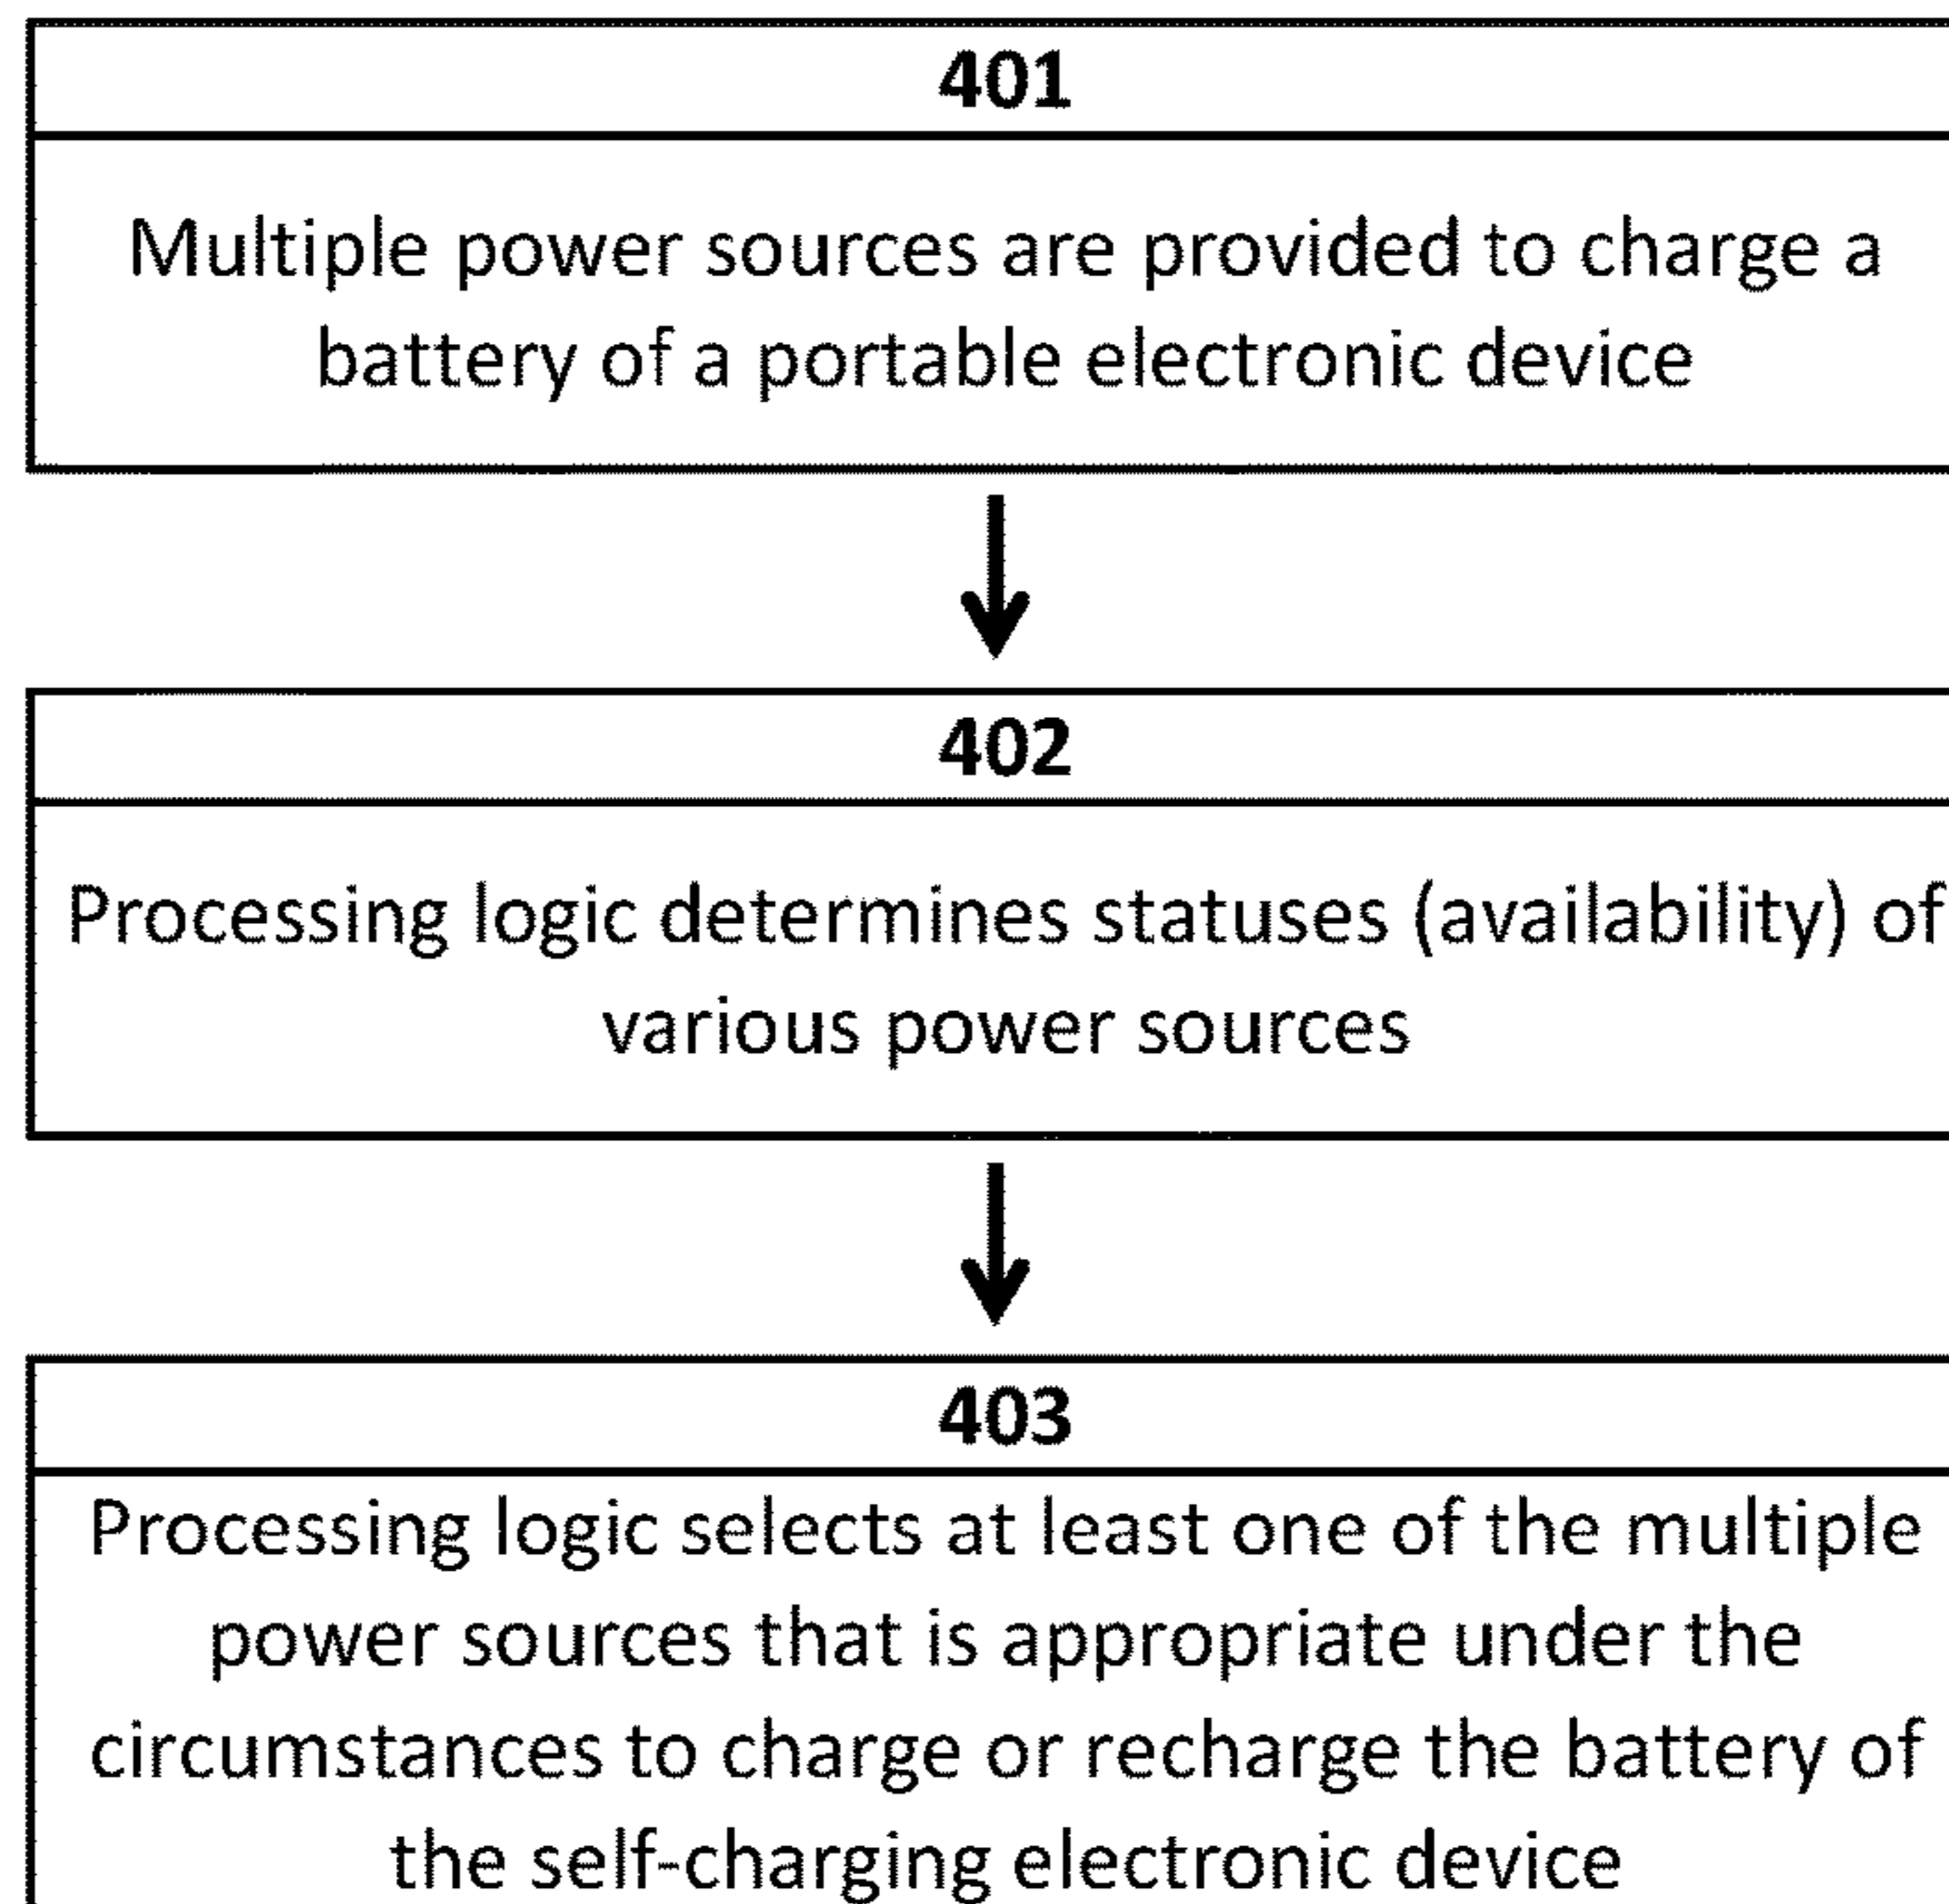 401
Multiple power sources are provided to charge a
battery of a portable electronic device
402
Processing logic determines statuses (availability) of
various power sources
403
Processing logic selects at least one of the multiple
power sources that is appropriate under the
circumstances to charge or recharge the battery of
the self-charging electronic device